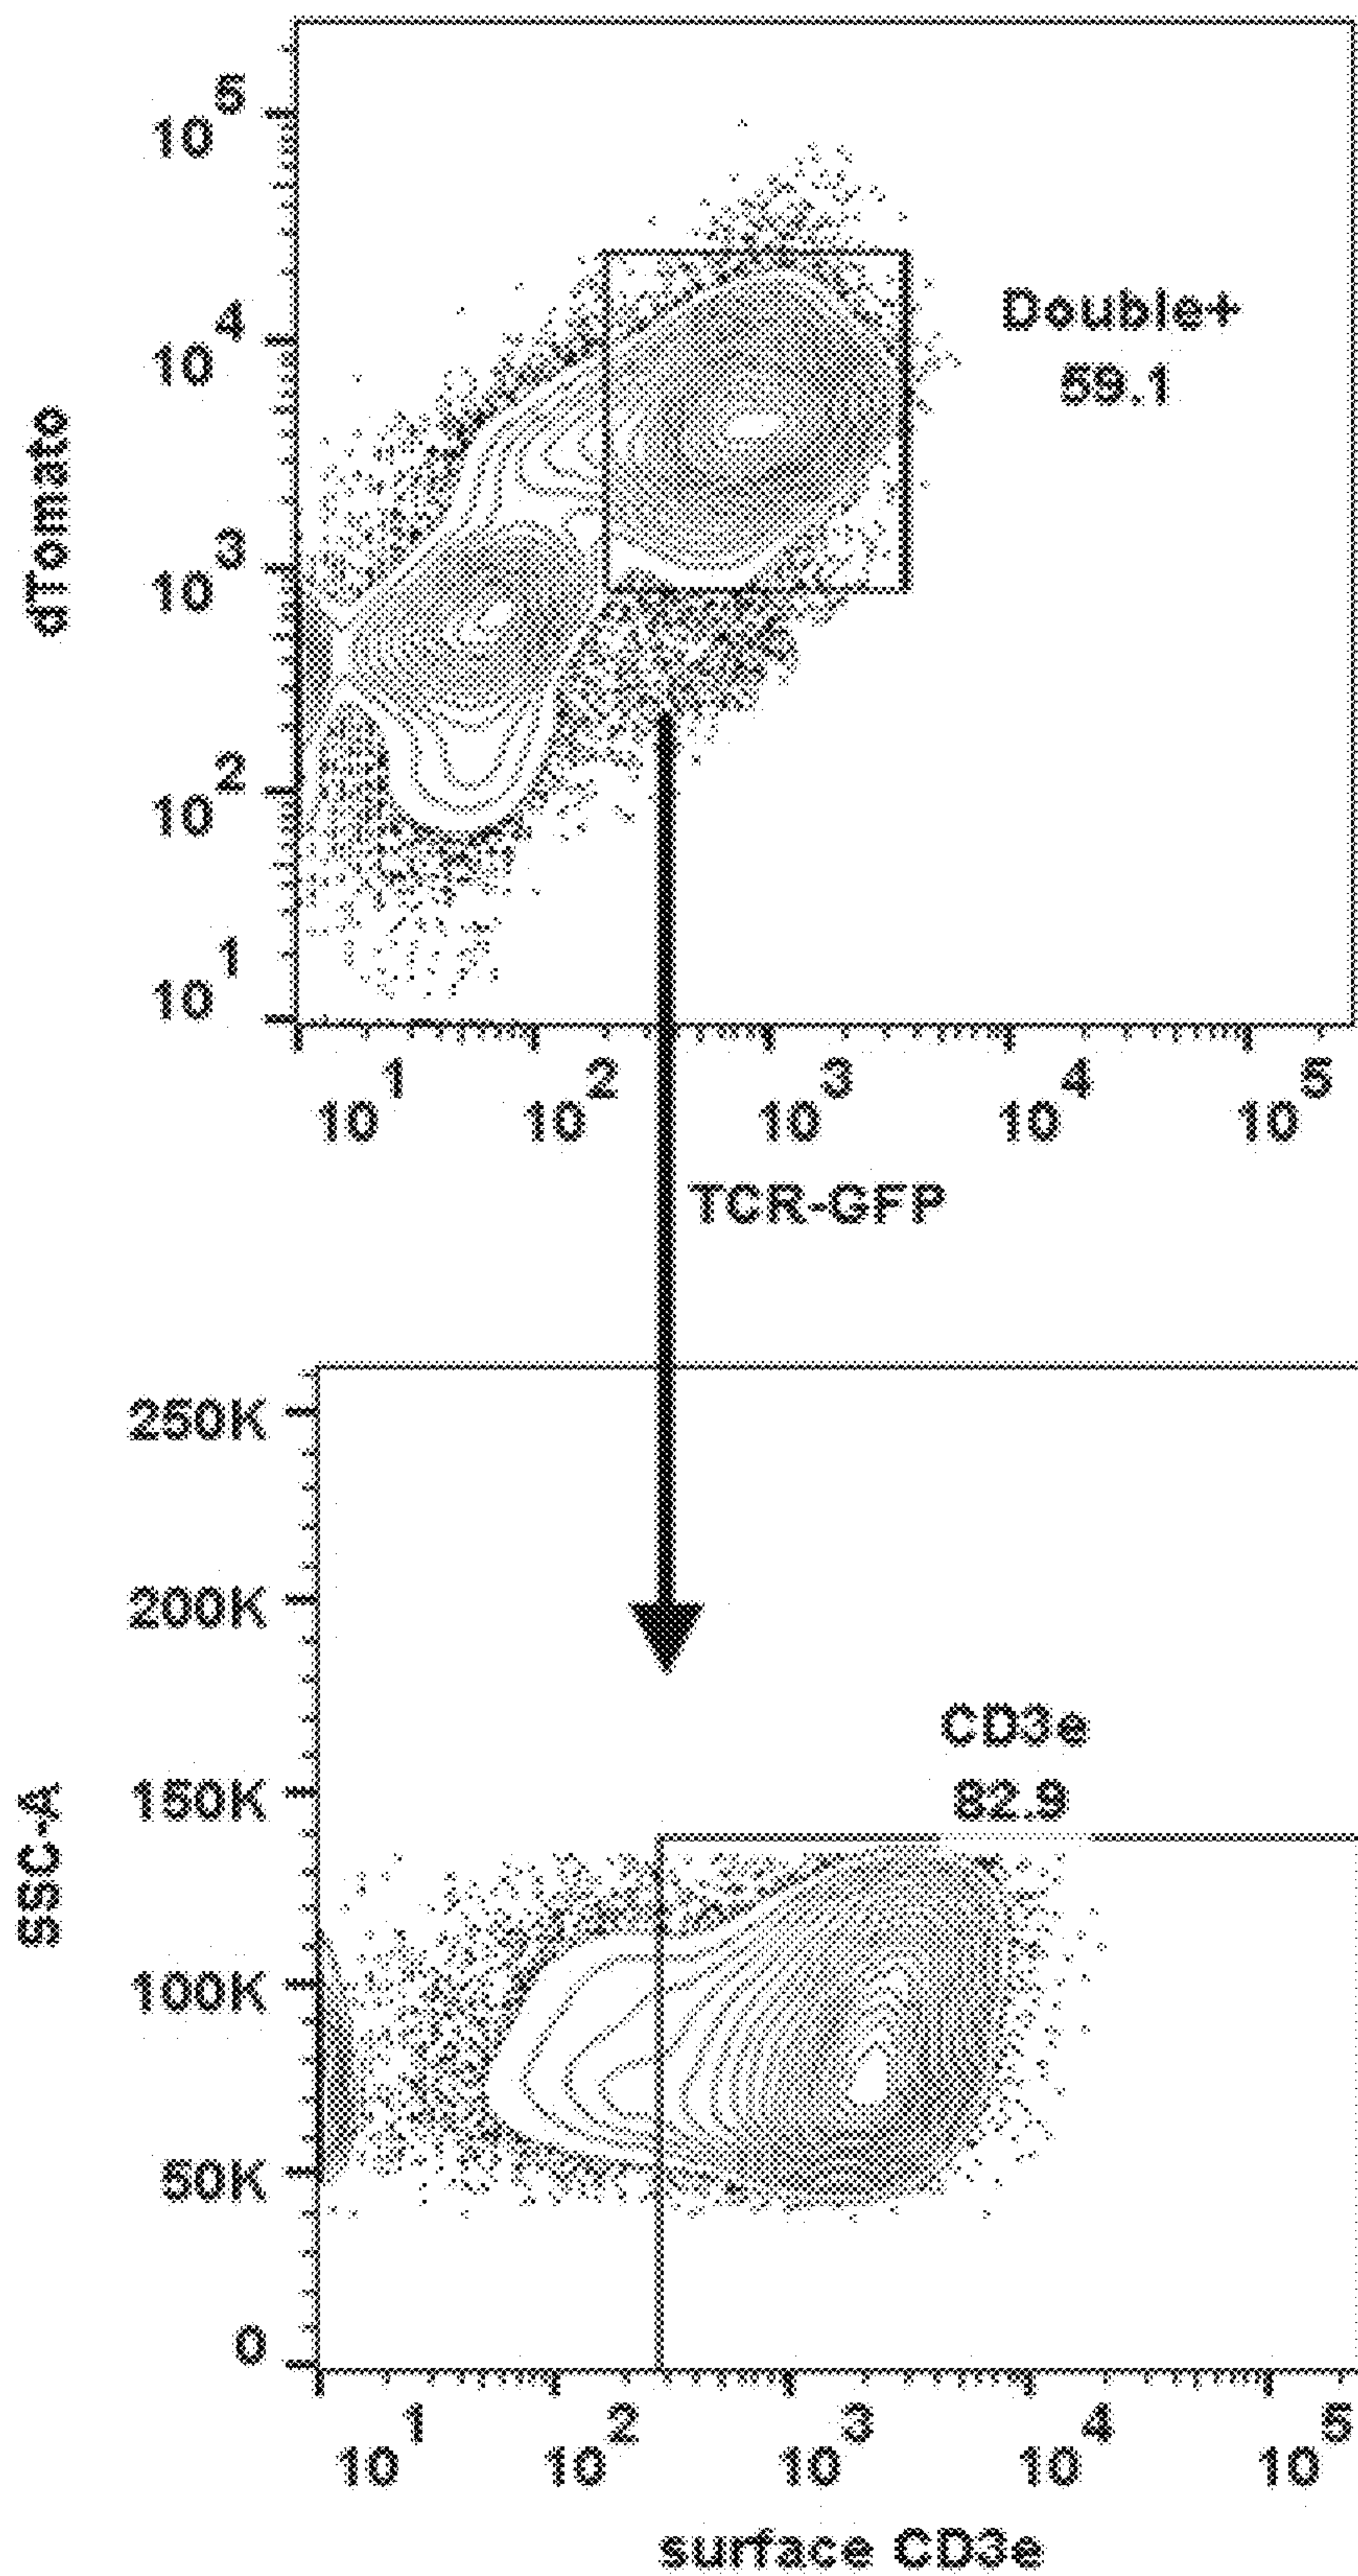 dTomato
10^5
10^4
10^3
10^2
10^1
Double+
59.1
10^1 10^2 10^3 10^4 10^5
TCR-GFP
SSC-A
250K
200K
150K
100K
50K
0
CD3e
82.9
10^1 10^2 10^3 10^4 10^5
surface CD3e